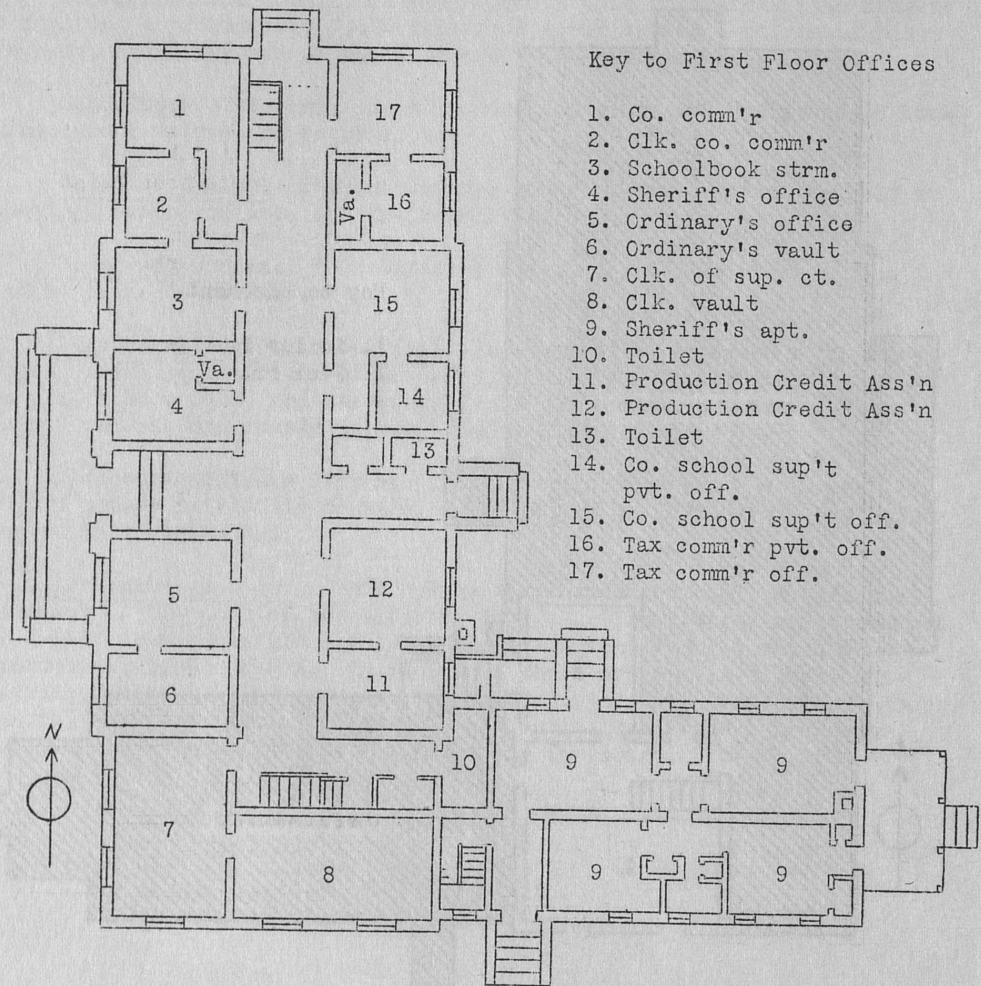 Key to First Floor Offices
1. Co. comm'r
2. Clk. co. comm'r
3. Schoolbook strm.
4. Sheriff's office
5. Ordinary's office
6. Ordinary's vault
7. Clk. of sup. ct.
8. Clk. vault
9. Sheriff's apt.
10. Toilet
11. Production Credit Ass'n
12. Production Credit Ass'n
13. Toilet
14. Co. school sup't
pvt. off.
15. Co. school sup't off.
16. Tax comm'r pvt. off.
17. Tax comm'r off.
1
17
2
Va.
16
3
15
Va.
4
14
13
5
12
6
11
N
10
9
9
7
8
9
9